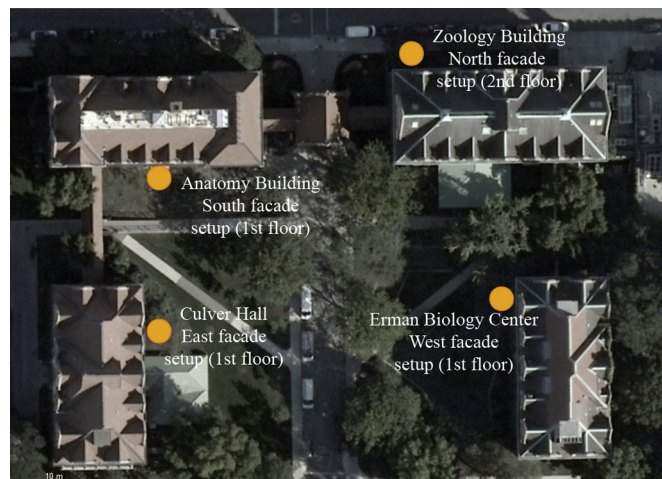 Zoology Building
North facade
setup (2nd floor)
Anatomy Building
South facade
setup (1st floor)
Culver Hall
East facade
setup (1st floor)
Erman Biology Center
West facade
setup (1st floor)
10 m